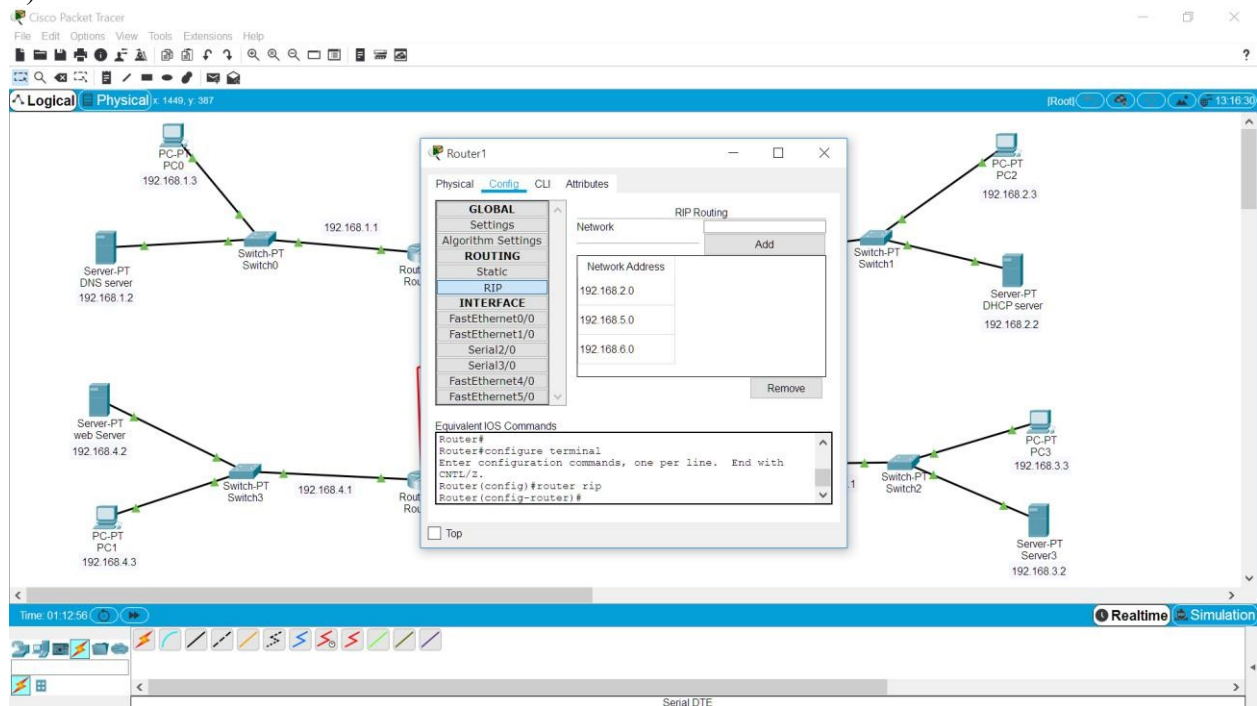 Cisco Packet Tracer
File Edit Options View Tools Extensions Help
?
Logical Physical x: 1449, y: 387 [Root] 13:16:30
PC-PT
PC0
192.168.1.3
Server-PT
DNS server
192.168.1.2
Switch-PT
Switch0
192.168.1.1
Rout
Rou
Server-PT
web Server
192.168.4.2
Switch-PT
Switch3
192.168.4.1
Rout
Rou
PC-PT
PC1
192.168.4.3
Router1
Physical Config CLI Attributes
GLOBAL
Settings
Algorithm Settings
ROUTING
Static
RIP
INTERFACE
FastEthernet0/0
FastEthernet1/0
Serial2/0
Serial3/0
FastEthernet4/0
FastEthernet5/0
RIP Routing
Network
Add
Network Address
192.168.2.0
192.168.5.0
192.168.6.0
Remove
Equivalent IOS Commands
Router#
Router#configure terminal
Enter configuration commands, one per line. End with
CNTL/Z.
Router(config)#router rip
Router(config-router)#
Top
PC-PT
PC2
192.168.2.3
Switch-PT
Switch1
Server-PT
DHCP server
192.168.2.2
PC-PT
PC3
192.168.3.3
.1
Switch-PT
Switch2
Server-PT
Server3
192.168.3.2
Time: 01:12:56 Realtime Simulation
Serial DTE